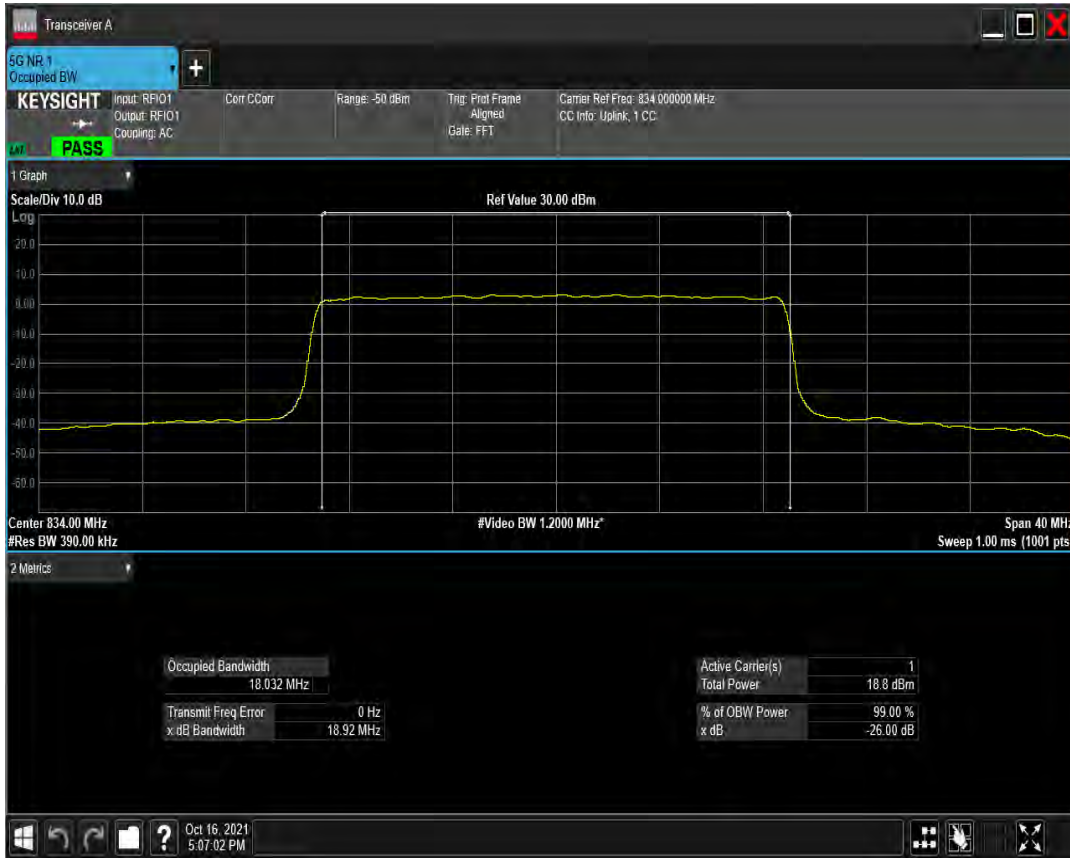 Transceiver A
5G NR 1
Occupied BW
+
KEYSIGHT
Input: RFIO1
Output: RFIO1
Coupling: AC
Corr CCorr
Range: -50 dBm
Trig: Prot Frame
Aligned
Gate: FFT
Carrier Ref Freq: 834.000000 MHz
CC Info: Uplink, 1 CC
PASS
1 Graph
Scale/Div 10.0 dB
Ref Value 30.00 dBm
Log
20.0
10.0
0.00
-10.0
-20.0
-30.0
-40.0
-50.0
-60.0
Center 834.00 MHz
#Video BW 1.2000 MHz*
Span 40 MHz
#Res BW 390.00 kHz
Sweep 1.00 ms (1001 pts
2 Metrics
Occupied Bandwidth
18.032 MHz
Transmit Freq Error 0 Hz
x dB Bandwidth 18.92 MHz
Active Carrier(s) 1
Total Power 18.8 dBm
% of OBW Power 99.00 %
x dB -26.00 dB
?
Oct 16, 2021
5:07:02 PM